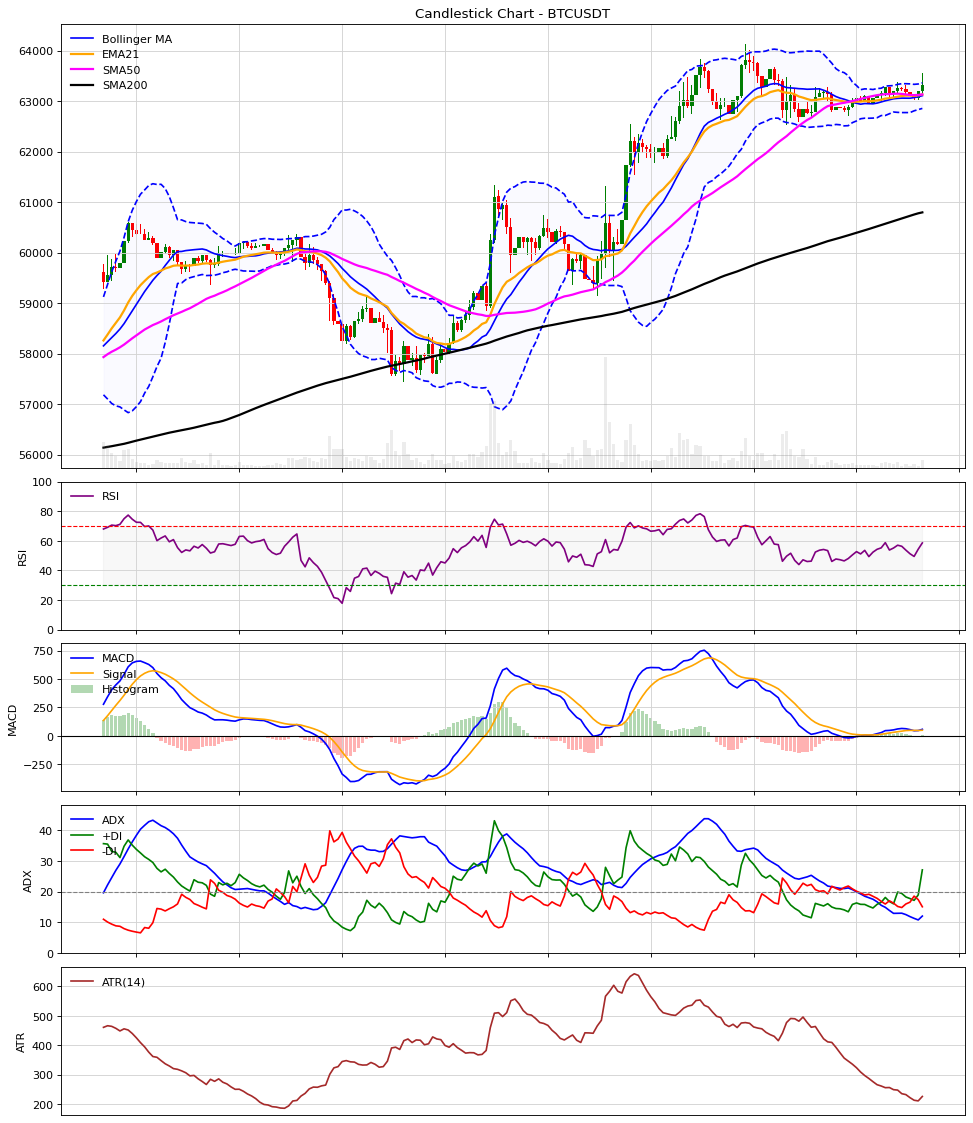 Candlestick Chart - BTCUSDT
Bollinger MA
EMA21
SMA50
SMA200
64000
63000
62000
61000
60000
59000
58000
57000
56000
RSI
RSI
100
80
60
40
20
0
MACD
Signal
Histogram
MACD
750
500
250
0
−250
ADX
+DI
-DI
ADX
40
30
20
10
0
ATR(14)
ATR
600
500
400
300
200